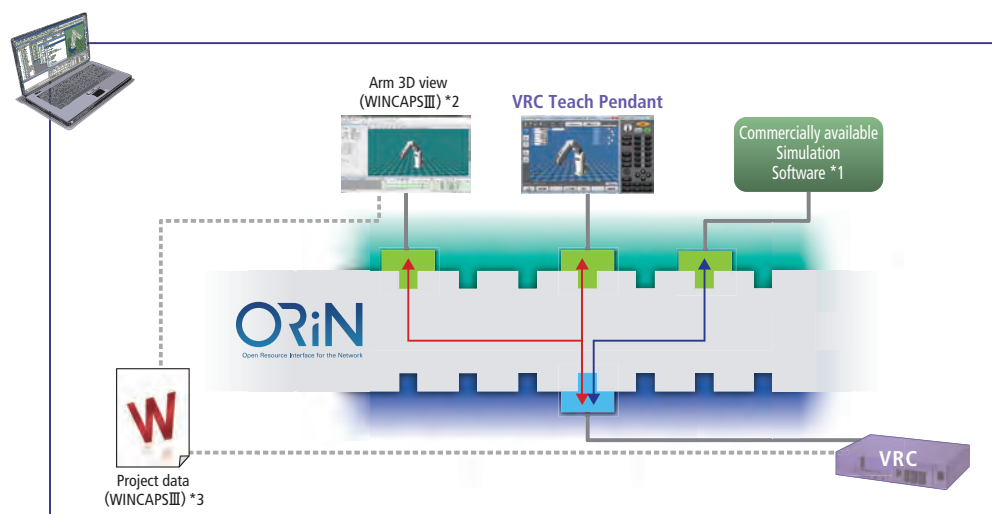 Arm 3D view
(WINCAPSⅢ) *2
VRC Teach Pendant
Commercially available
Simulation
Software *1
ORiN
Open Resource Interface for the Network
W
Project data
(WINCAPSⅢ) *3
VRC